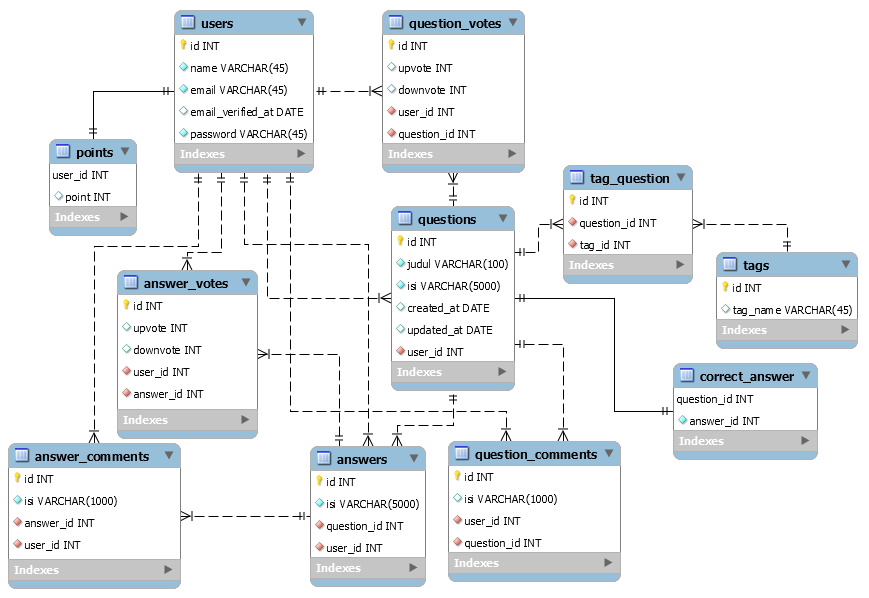 users
id INT
name VARCHAR(45)
email VARCHAR(45)
email_verified_at DATE
password VARCHAR(45)
Indexes
question_votes
id INT
upvote INT
downvote INT
user_id INT
question_id INT
Indexes
points
user_id INT
point INT
Indexes
tag_question
id INT
question_id INT
tag_id INT
Indexes
questions
id INT
judul VARCHAR(100)
isi VARCHAR(5000)
created_at DATE
updated_at DATE
user_id INT
Indexes
tags
id INT
tag_name VARCHAR(45)
Indexes
answer_votes
id INT
upvote INT
downvote INT
user_id INT
answer_id INT
Indexes
correct_answer
question_id INT
answer_id INT
Indexes
answer_comments
id INT
isi VARCHAR(1000)
answer_id INT
user_id INT
Indexes
answers
id INT
isi VARCHAR(5000)
question_id INT
user_id INT
Indexes
question_comments
id INT
isi VARCHAR(1000)
user_id INT
question_id INT
Indexes